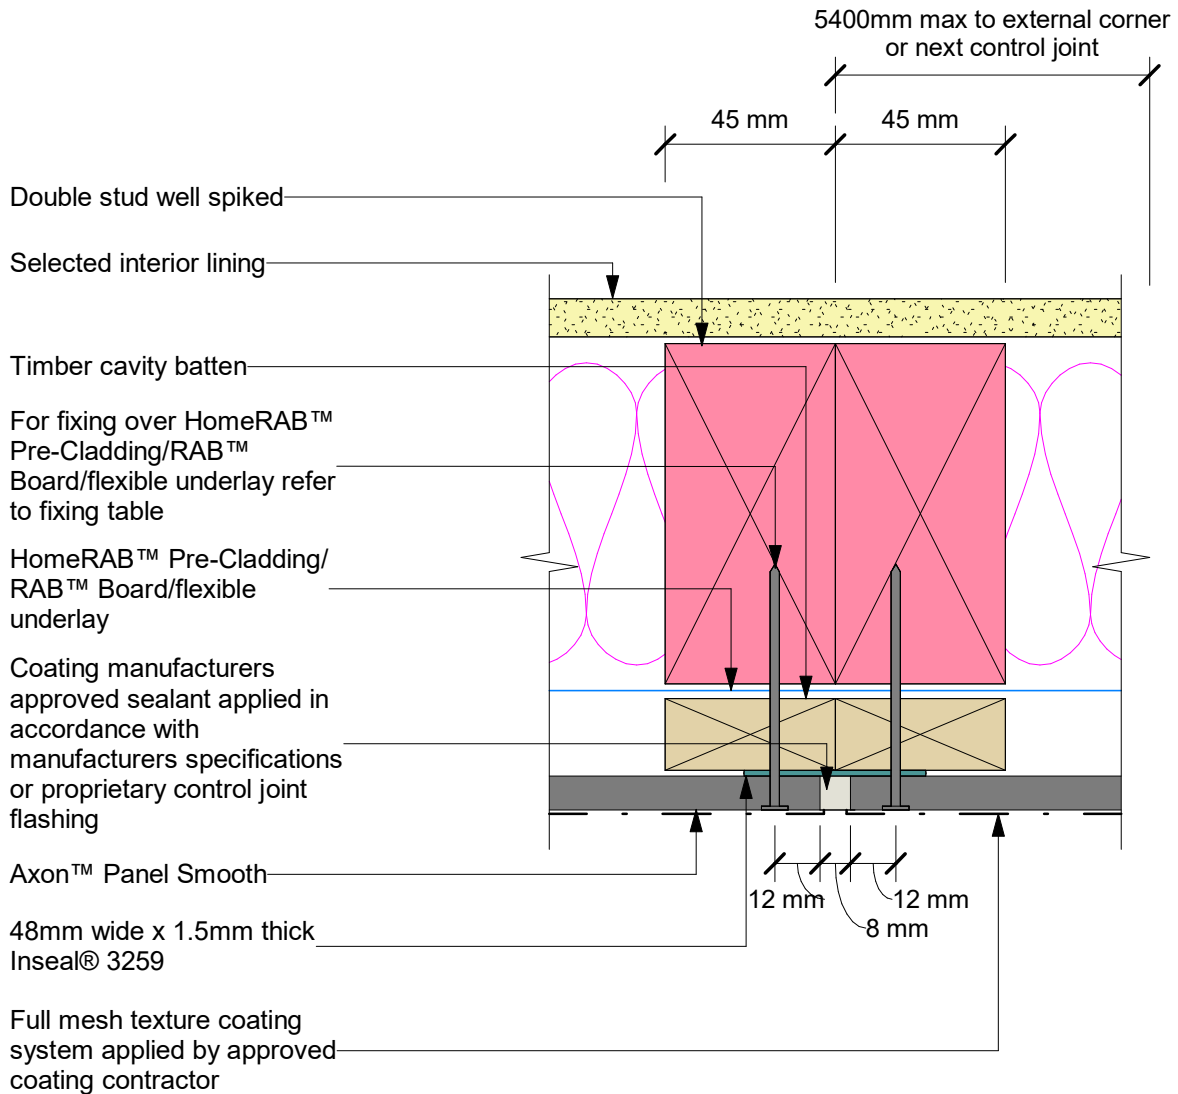 5400mm max to external corner
or next control joint
45 mm
45 mm
Double stud well spiked
Selected interior lining
Timber cavity batten
For fixing over HomeRAB™
Pre-Cladding/RAB™
Board/flexible underlay refer
to fixing table
HomeRAB™ Pre-Cladding/
RAB™ Board/flexible
underlay
Coating manufacturers
approved sealant applied in
accordance with
manufacturers specifications
or proprietary control joint
flashing
Axon™ Panel Smooth
12 mm
12 mm
8 mm
48mm wide x 1.5mm thick
Inseal® 3259
Full mesh texture coating
system applied by approved
coating contractor